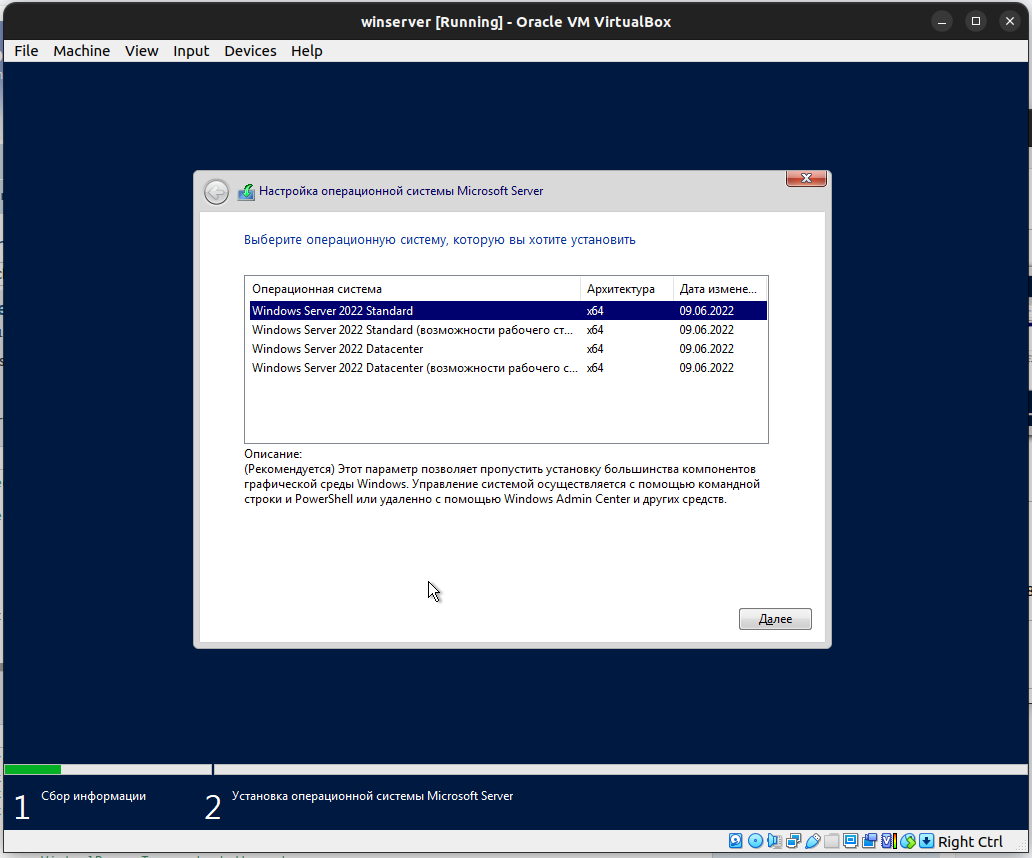 winserver [Running] - Oracle VM VirtualBox
File Machine View Input Devices Help
Настройка операционной системы Microsoft Server
Выберите операционную систему, которую вы хотите установить
Операционная система Архитектура Дата измене...
Windows Server 2022 Standard x64 09.06.2022
Windows Server 2022 Standard (возможности рабочего ст... x64 09.06.2022
Windows Server 2022 Datacenter x64 09.06.2022
Windows Server 2022 Datacenter (возможности рабочего с... x64 09.06.2022
Описание:
(Рекомендуется) Этот параметр позволяет пропустить установку большинства компонентов
графической среды Windows. Управление системой осуществляется с помощью командной
строки и PowerShell или удаленно с помощью Windows Admin Center и других средств.
Далее
1 Сбор информации 2 Установка операционной системы Microsoft Server
Right Ctrl